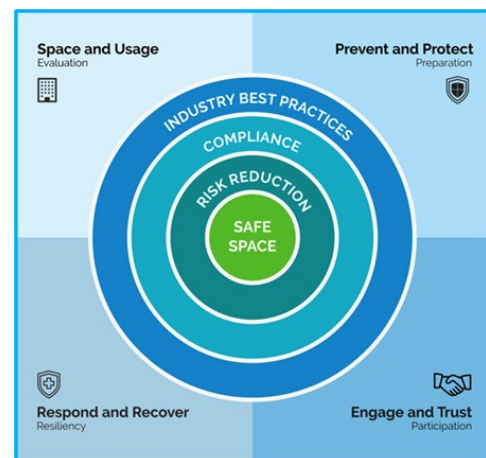 Space and Usage
Evaluation
Prevent and Protect
Preparation
INDUSTRY BEST PRACTICES
COMPLIANCE
RISK REDUCTION
SAFE
SPACE
Respond and Recover
Resiliency
Engage and Trust
Participation